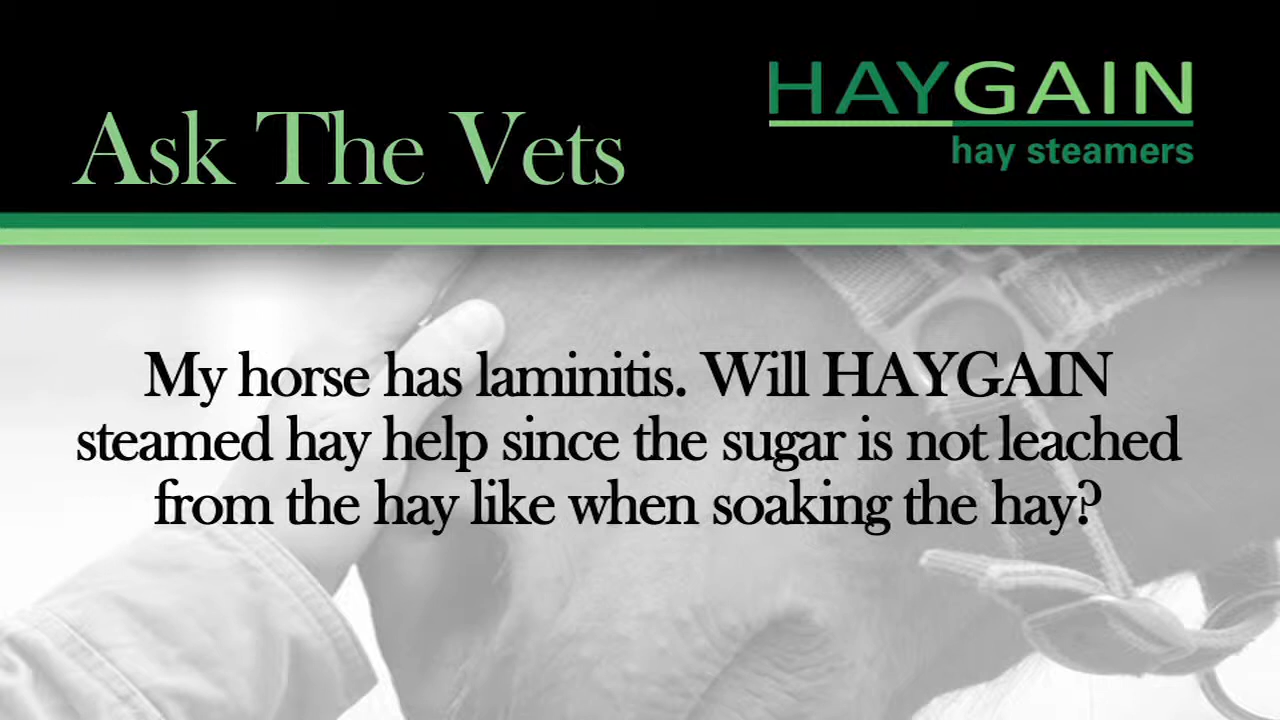 HAYGAIN
hay steamers
Ask The Vets
My horse has laminitis. Will HAYGAIN
steamed hay help since the sugar is not leached
from the hay like when soaking the hay?